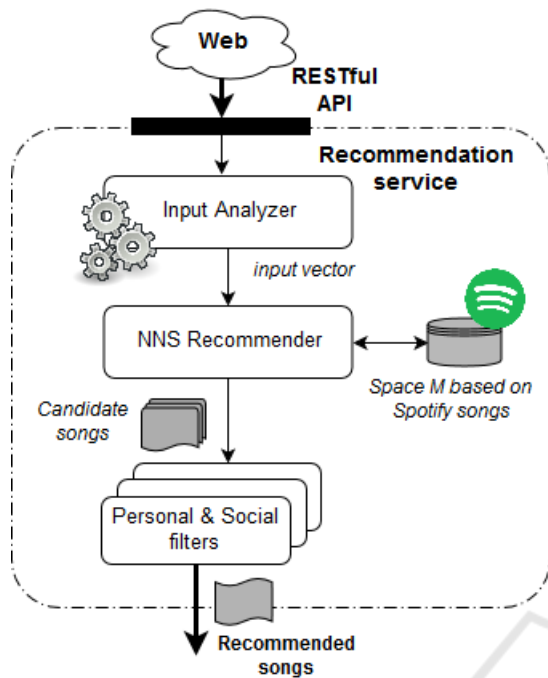 Web
RESTful
API
Recommendation
service
Input Analyzer
input vector
NNS Recommender
Space M based on
Spotify songs
Candidate
songs
Personal & Social
filters
Recommended
songs